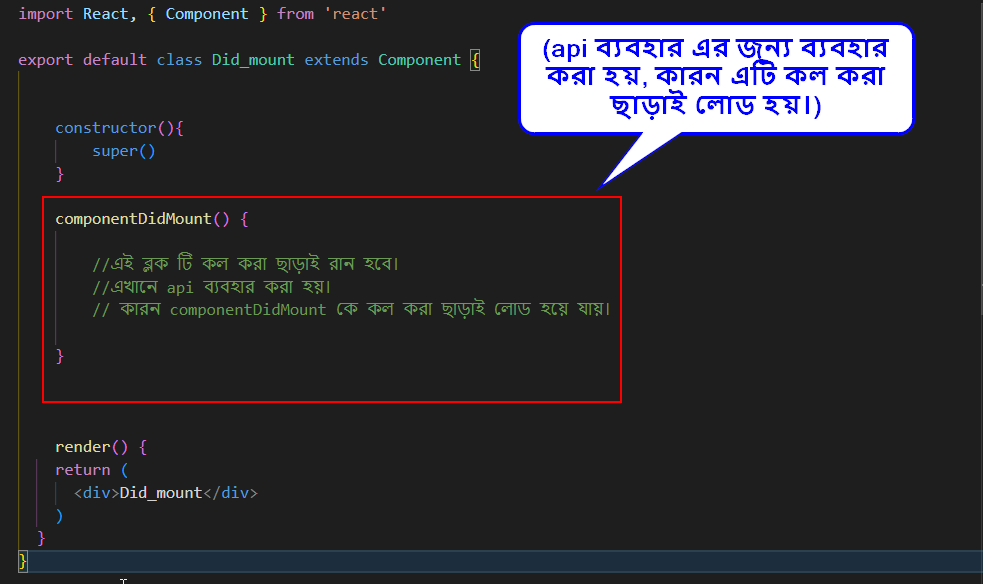 import React, { Component } from 'react'
export default class Did_mount extends Component {
(api ব্যবহার এর জন্য ব্যবহার
করা হয়, কারন এটি কল করা
ছাড়াই লোড হয়।)
constructor(){
super()
}
componentDidMount() {
//এই ব্লক টি কল করা ছাড়াই রান হবে।
//এখানে api ব্যবহার করা হয়।
// কারন componentDidMount কে কল করা ছাড়াই লোড হয়ে যায়।
}
render() {
return (
<div>Did_mount</div>
)
}
}